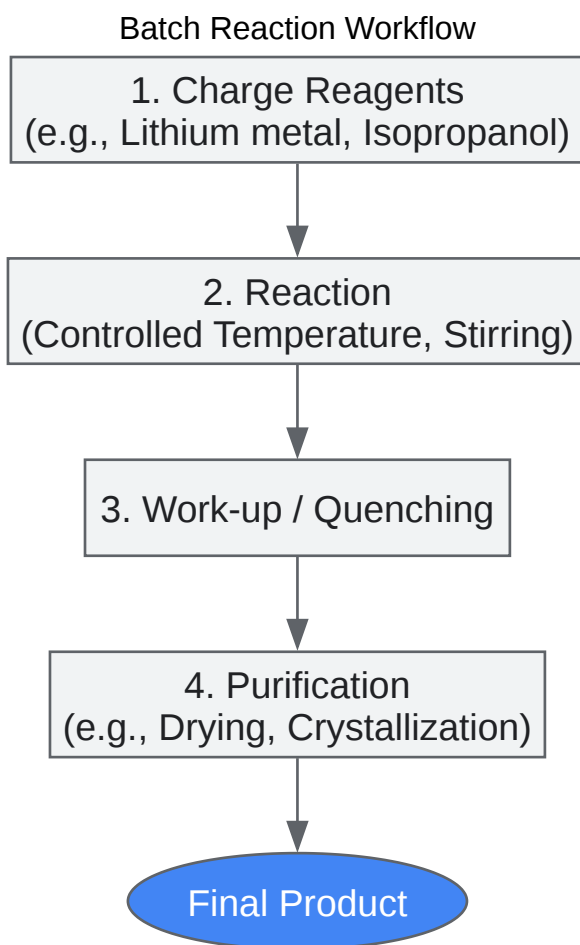 Batch Reaction Workflow
1. Charge Reagents
(e.g., Lithium metal, Isopropanol)
2. Reaction
(Controlled Temperature, Stirring)
3. Work-up / Quenching
4. Purification
(e.g., Drying, Crystallization)
Final Product